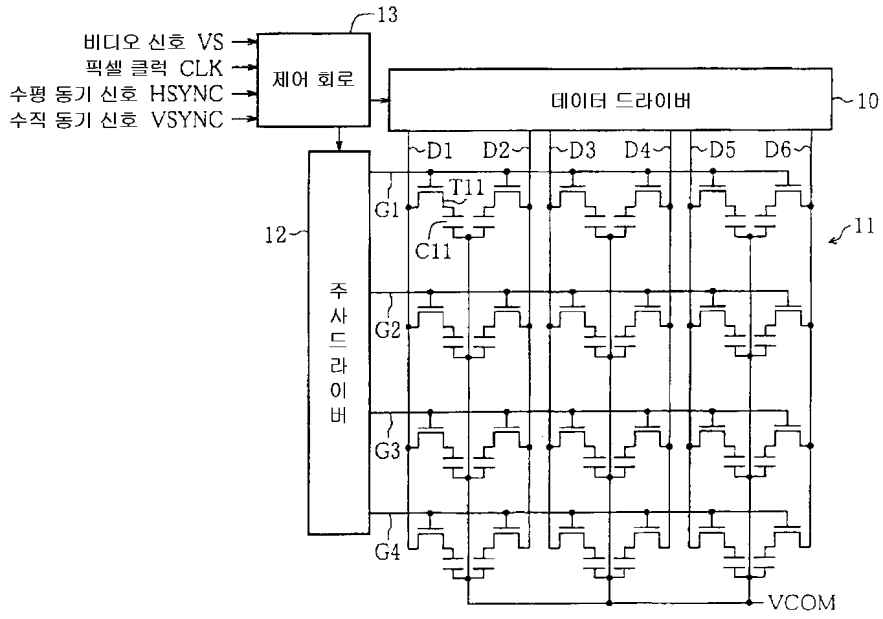 13
비디오 신호 VS
픽셀 클럭 CLK
수평 동기 신호 HSYNC
수직 동기 신호 VSYNC
제어 회로
데이터 드라이버
10
D1 D2 D3 D4 D5 D6
G1
T11
C11
11
12
주사드라이버
G2
G3
G4
VCOM